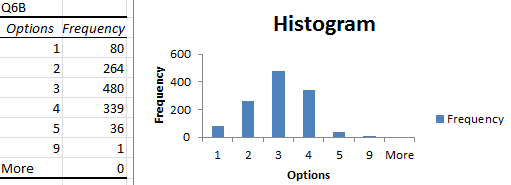 Q6B
Options Frequency
1 80
2 264
3 480
4 339
5 36
9 1
More 0
Histogram
600
400
200
0
Frequency
1 2 3 4 5 9 More
Options
Frequency